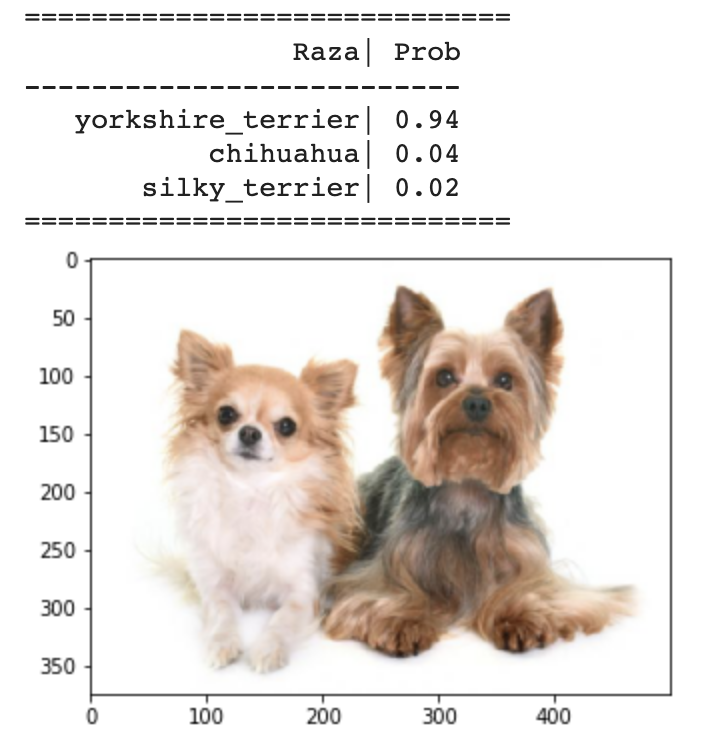 ==============================
Raza| Prob
---------------------------
yorkshire_terrier| 0.94
chihuahua| 0.04
silky_terrier| 0.02
==============================
0
50
100
150
200
250
300
350
0 100 200 300 400